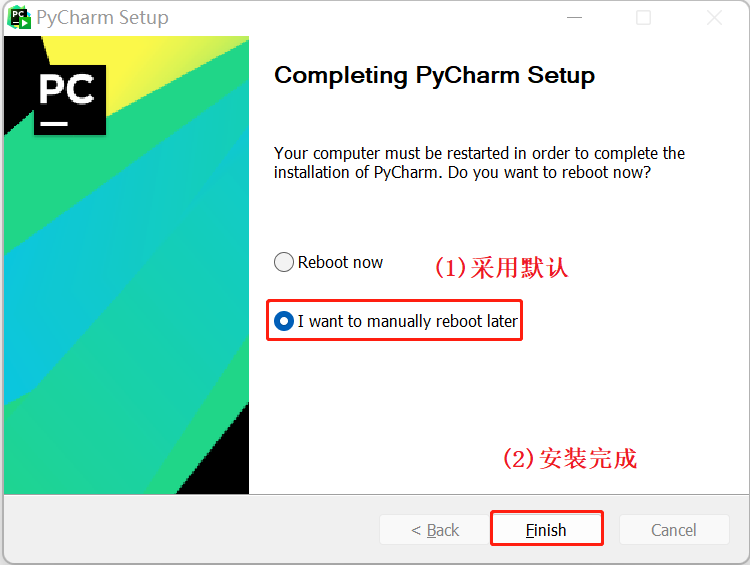 PC PyCharm Setup
PC
Completing PyCharm Setup
Your computer must be restarted in order to complete the
installation of PyCharm. Do you want to reboot now?
Reboot now
(1)采用默认
I want to manually reboot later
(2)安装完成
< Back
Finish
Cancel